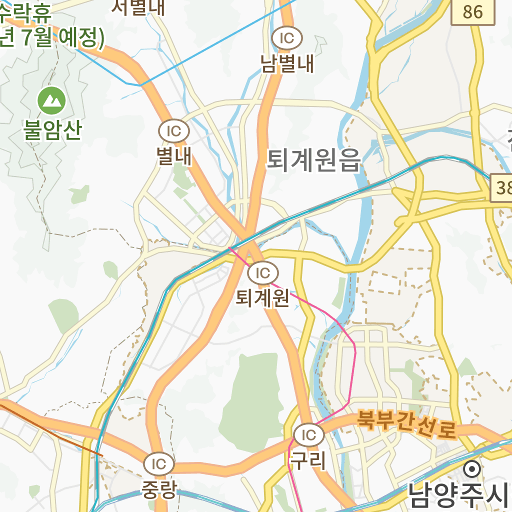 서별내
수락휴
년 7월 예정)
86
IC
남별내
불암산
IC
별내
퇴계원읍
38
IC
퇴계원
북부간선로
IC
구리
IC
중랑
남양주시